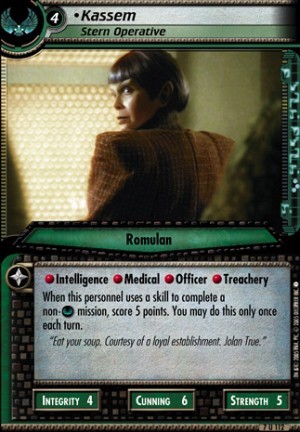 4
•Kassem
Stern Operative
Romulan
Intelligence Medical Officer Treachery
When this personnel uses a skill to complete a
non- mission, score 5 points. You may do this only
once each turn.
"Eat your soup. Courtesy of a loyal establishment. Jolan True."
INTEGRITY 4 CUNNING 6 STRENGTH 5